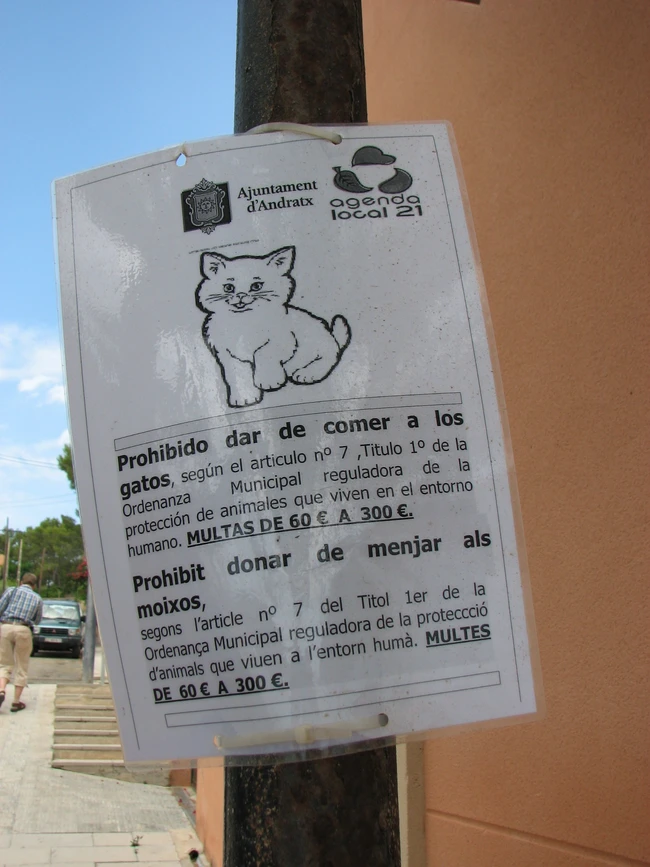 Ajuntament
d'Andratx
agenda
local 21
Prohibido dar de comer a los
gatos, según el articulo nº 7 ,Titulo 1º de la
Ordenanza Municipal reguladora de la
protección de animales que viven en el entorno
humano. MULTAS DE 60 € A 300 €.
Prohibit donar de menjar als
moixos,
segons l'article nº 7 del Titol 1er de la
Ordenança Municipal reguladora de la proteccció
d'animals que viuen a l'entorn humà. MULTES
DE 60 € A 300 €.